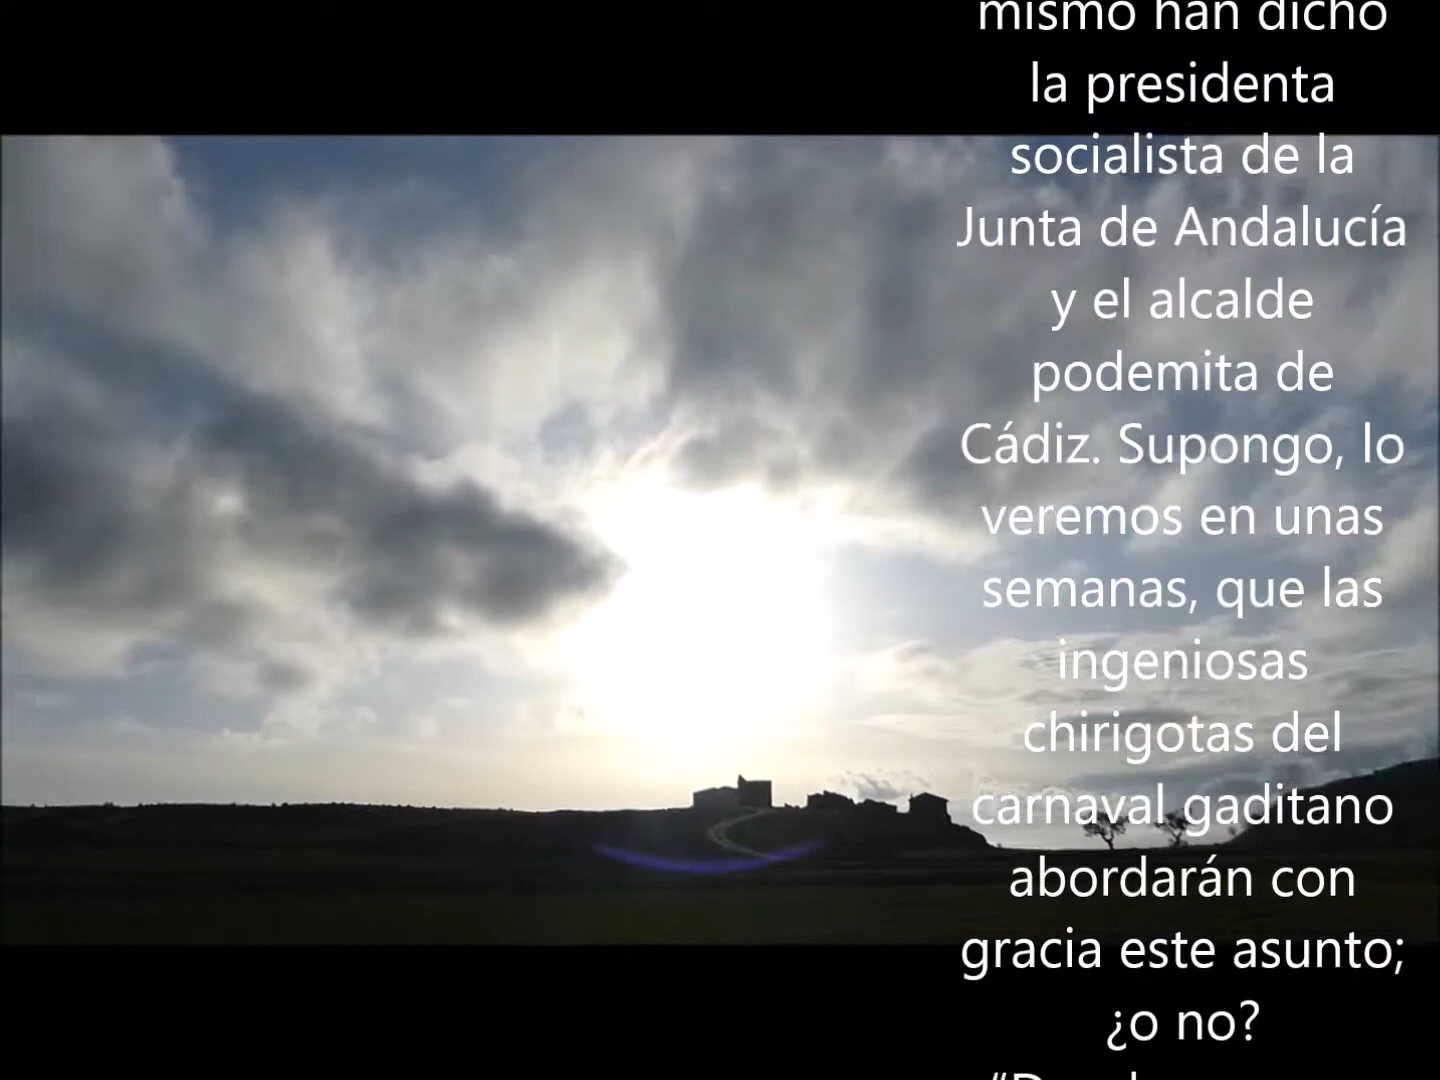 mismo han dicho
la presidenta
socialista de la
Junta de Andalucía
y el alcalde
podemita de
Cádiz. Supongo, lo
veremos en unas
semanas, que las
ingeniosas
chirigotas del
carnaval gaditano
abordarán con
gracia este asunto;
¿o no?